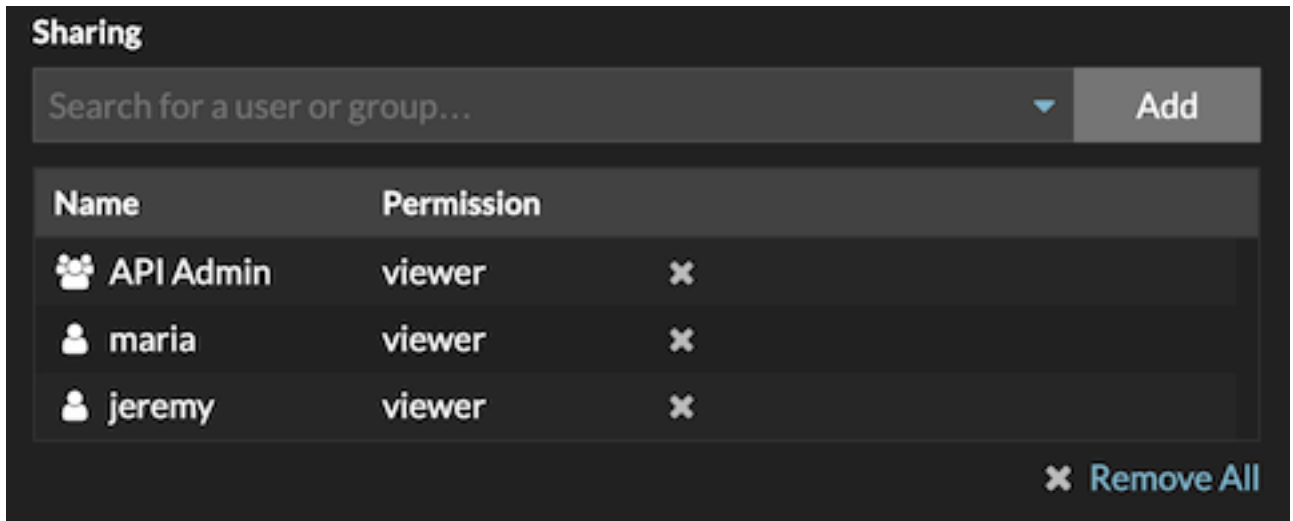 Sharing
Search for a user or group... Add
Name Permission
API Admin viewer
maria viewer
jeremy viewer
Remove All